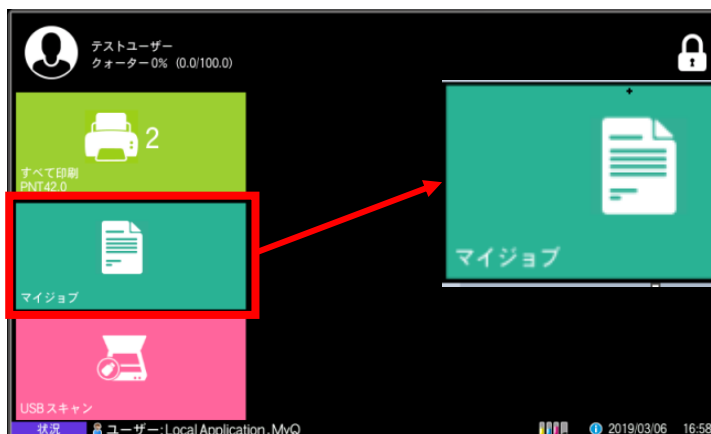 テストユーザー
クォーター0% (0.0/100.0)
2
すべて印刷
PNT42.0
マイジョブ
マイジョブ
USBスキャン
状況
ユーザー:Local Application, MyQ
2019/03/06 16:58